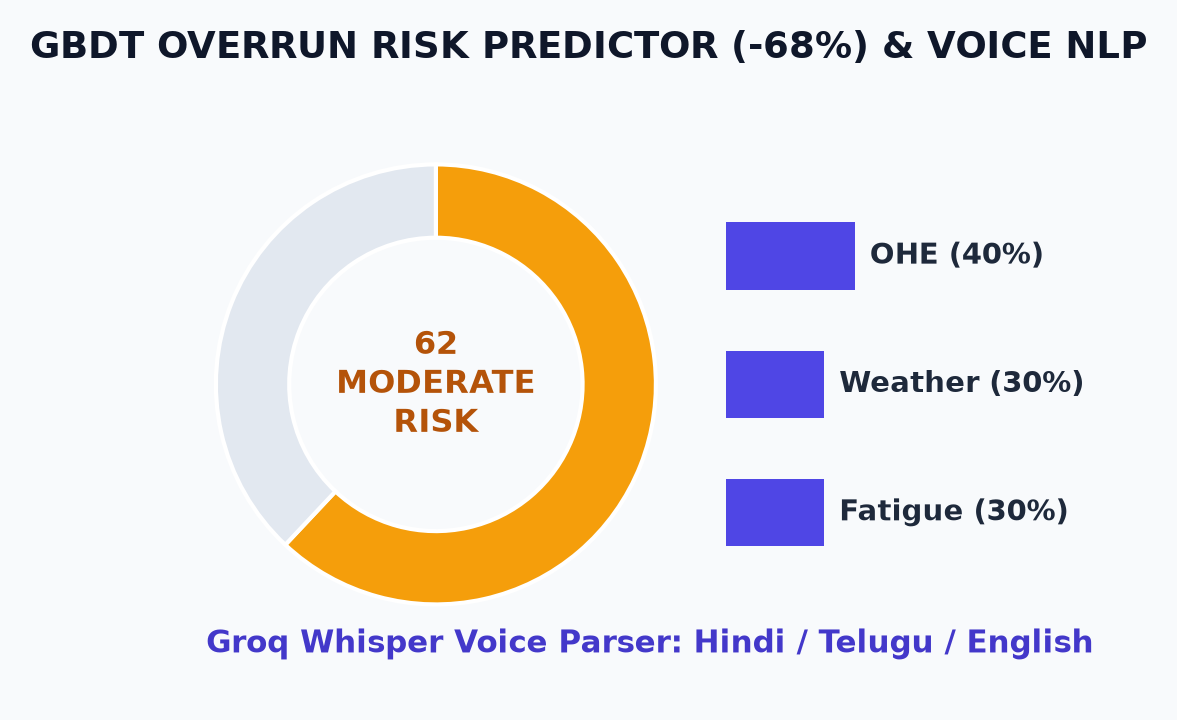 GBDT OVERRUN RISK PREDICTOR (-68%) & VOICE NLP
62
MODERATE
RISK
OHE (40%)
Weather (30%)
Fatigue (30%)
Groq Whisper Voice Parser: Hindi / Telugu / English